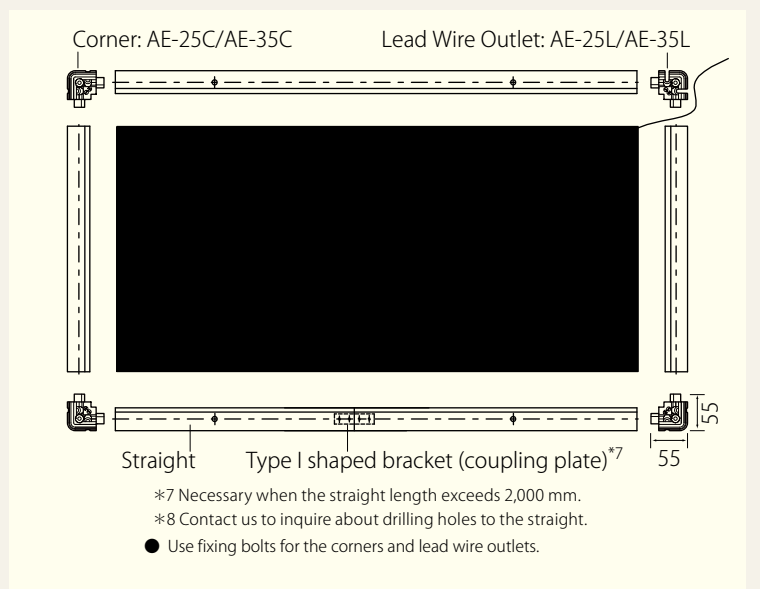 Corner: AE-25C/AE-35C
Lead Wire Outlet: AE-25L/AE-35L
55
Straight
Type I shaped bracket (coupling plate)*7
55
*7 Necessary when the straight length exceeds 2,000 mm.
*8 Contact us to inquire about drilling holes to the straight.
● Use fixing bolts for the corners and lead wire outlets.